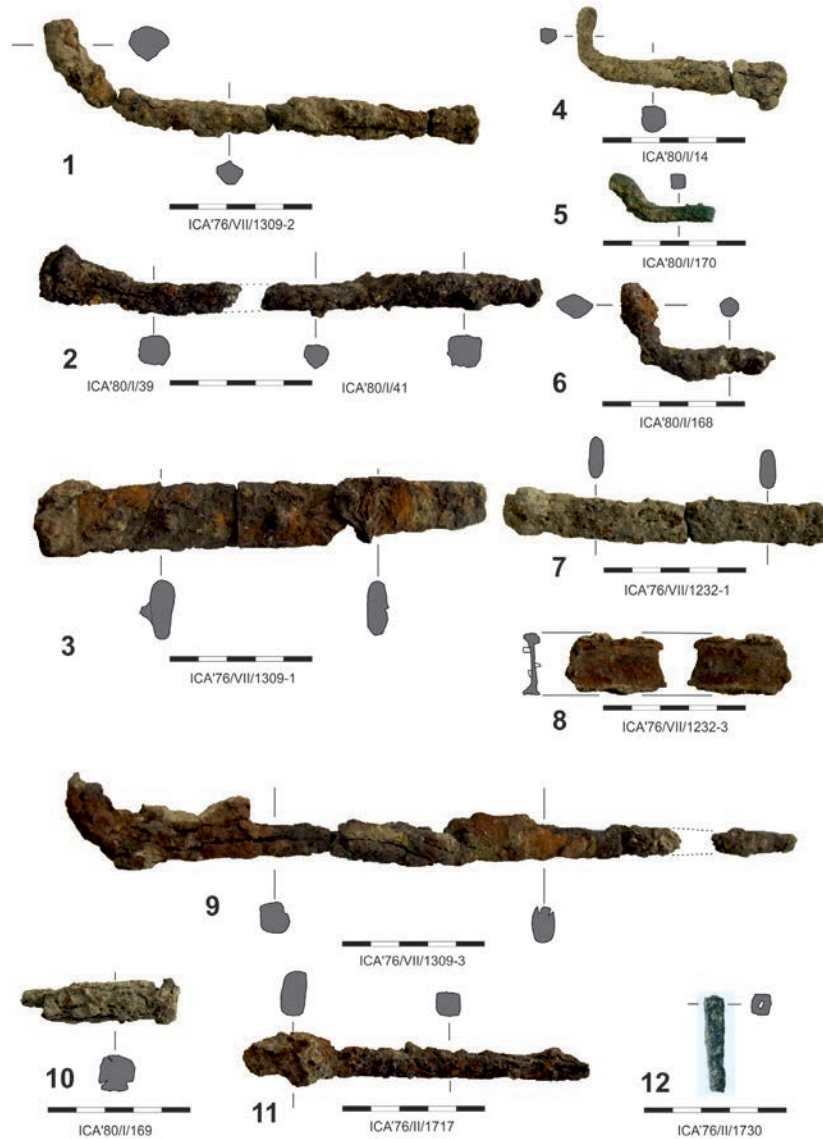 1
ICA'76/VII/1309-2
4
ICA'80/I/14
5
ICA'80/I/170
2
ICA'80/I/39
ICA'80/I/41
6
ICA'80/I/168
3
ICA'76/VII/1309-1
7
ICA'76/VII/1232-1
8
ICA'76/VII/1232-3
9
ICA'76/VII/1309-3
10
ICA'80/I/169
11
ICA'76/II/1717
12
ICA'76/II/1730